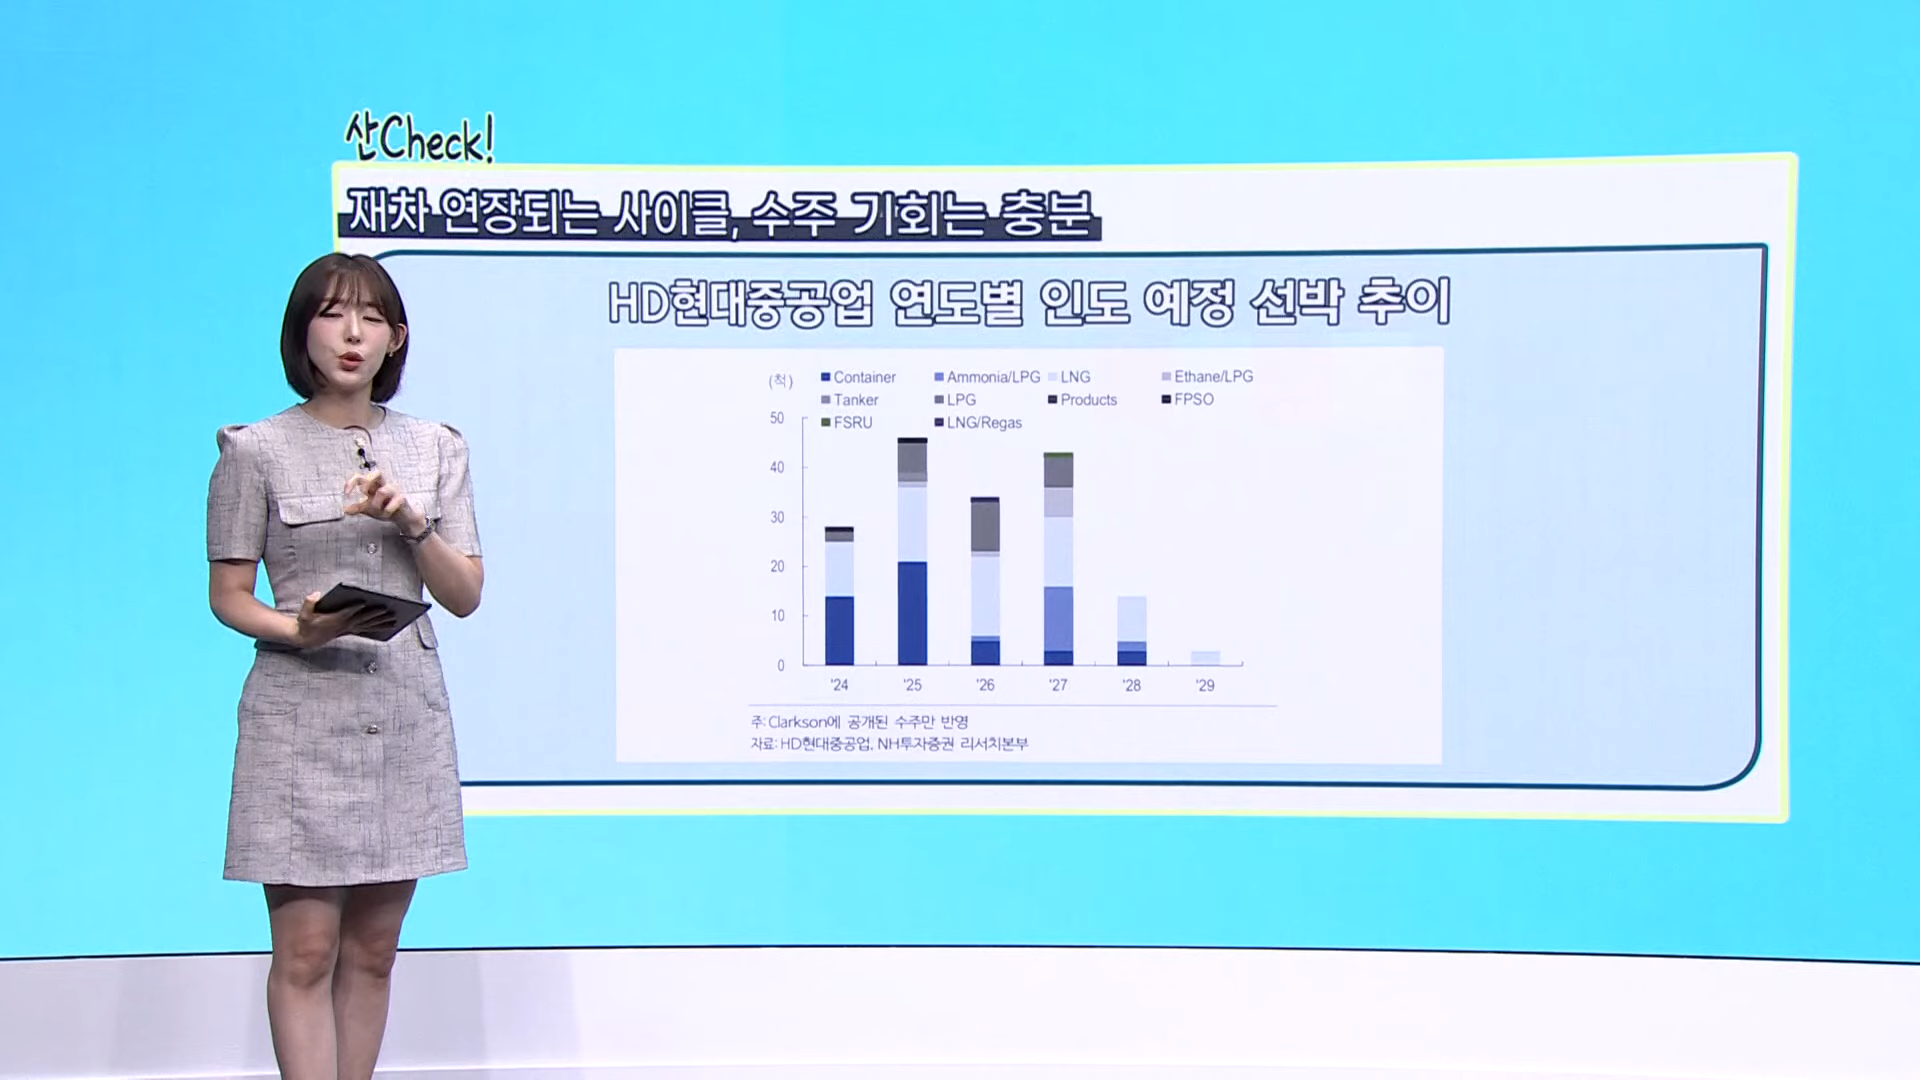 산Check!
재차 연장되는 사이클, 수주 기회는 충분
HD현대중공업 연도별 인도 예정 선박 추이
(척)
Container Ammonia/LPG LNG Ethane/LPG
Tanker LPG Products FPSO
FSRU LNG/Regas
50
40
30
20
10
0
'24 '25 '26 '27 '28 '29
주: Clarkson에 공개된 수주만 반영
자료: HD현대중공업, NH투자증권 리서치본부